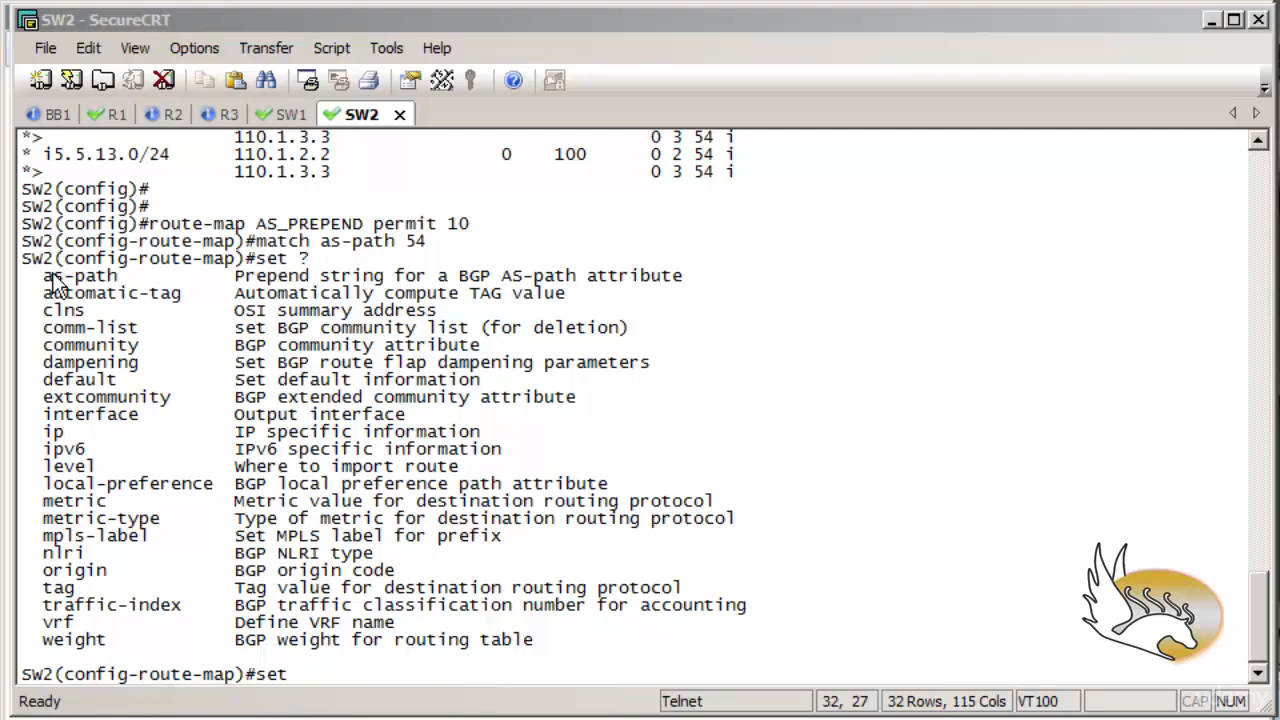 SW2 - SecureCRT
File Edit View Options Transfer Script Tools Help
BB1 R1 R2 R3 SW1 SW2
*> 110.1.3.3 0 3 54 i
* i5.5.13.0/24 110.1.2.2 0 100 0 2 54 i
*> 110.1.3.3 0 3 54 i
SW2(config)#
SW2(config)#
SW2(config)#route-map AS_PREPEND permit 10
SW2(config-route-map)#match as-path 54
SW2(config-route-map)#set ?
as-path Prepend string for a BGP AS-path attribute
automatic-tag Automatically compute TAG value
clns OSI summary address
comm-list set BGP community list (for deletion)
community BGP community attribute
dampening Set BGP route flap dampening parameters
default Set default information
extcommunity BGP extended community attribute
interface Output interface
ip IP specific information
ipv6 IPv6 specific information
level Where to import route
local-preference BGP local preference path attribute
metric Metric value for destination routing protocol
metric-type Type of metric for destination routing protocol
mpls-label Set MPLS label for prefix
nlri BGP NLRI type
origin BGP origin code
tag Tag value for destination routing protocol
traffic-index BGP traffic classification number for accounting
vrf Define VRF name
weight BGP weight for routing table
SW2(config-route-map)#set
Ready Telnet 32, 27 32 Rows, 115 Cols VT100 CAP NUM